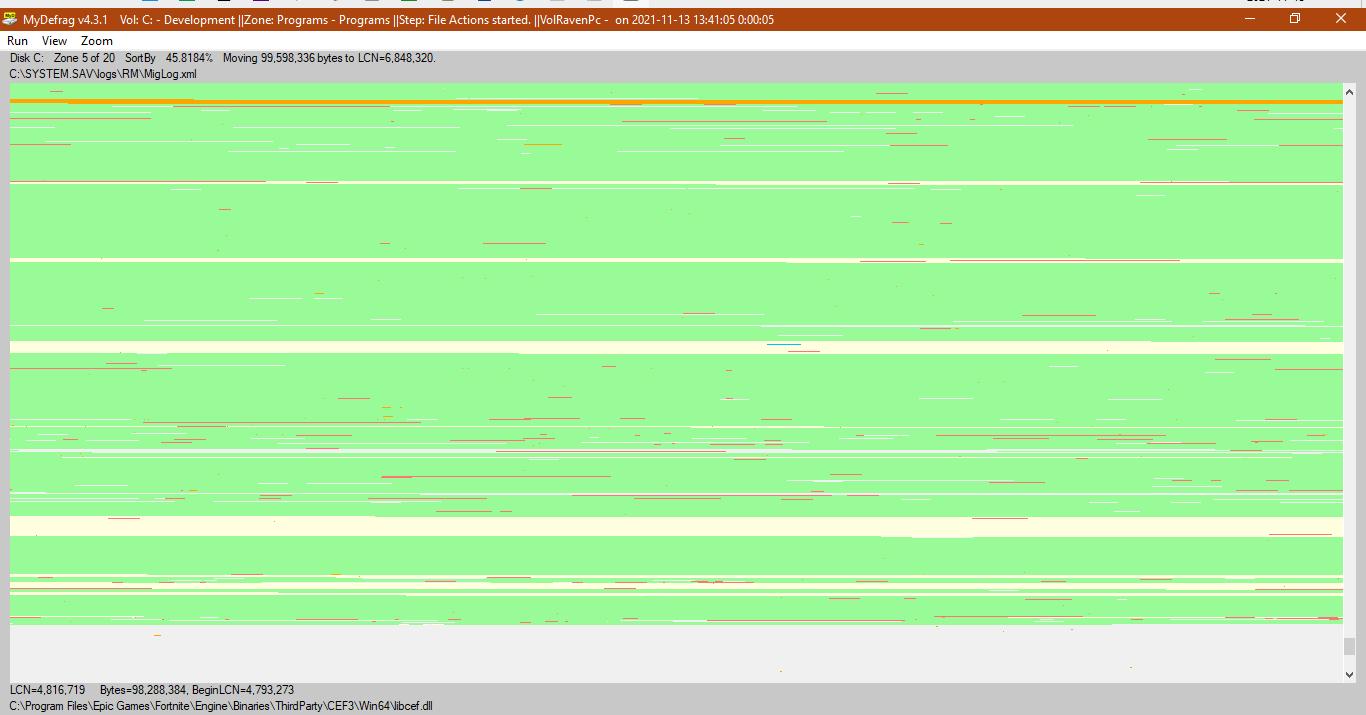 MyDefrag v4.3.1 Vol: C: - Development ||Zone: Programs - Programs ||Step: File Actions started. ||VolRavenPc - on 2021-11-13 13:41:05 0:00:05
Run View Zoom
Disk C: Zone 5 of 20 SortBy 45.8184% Moving 99,598,336 bytes to LCN=6,848,320.
C:\SYSTEM.SAV\logs\RM\MigLog.xml
LCN=4,816,719 Bytes=98,288,384, BeginLCN=4,793,273
C:\Program Files\Epic Games\Fortnite\Engine\Binaries\ThirdParty\CEF3\Win64\libcef.dll